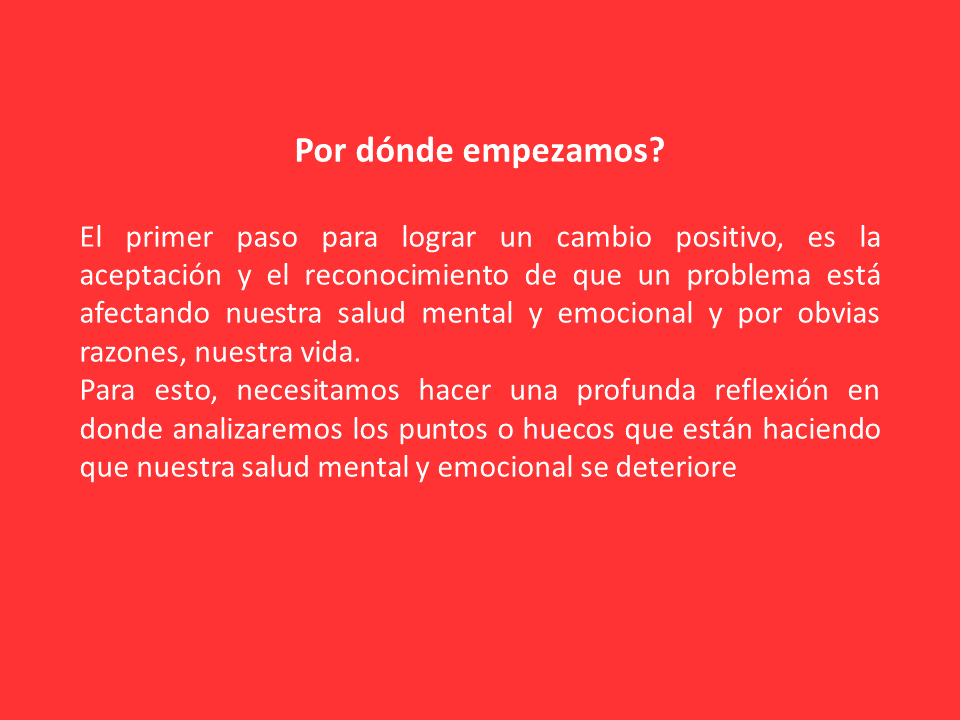 Por dónde empezamos?
El primer paso para lograr un cambio positivo, es la
aceptación y el reconocimiento de que un problema está
afectando nuestra salud mental y emocional y por obvias
razones, nuestra vida.
Para esto, necesitamos hacer una profunda reflexión en
donde analizaremos los puntos o huecos que están haciendo
que nuestra salud mental y emocional se deteriore